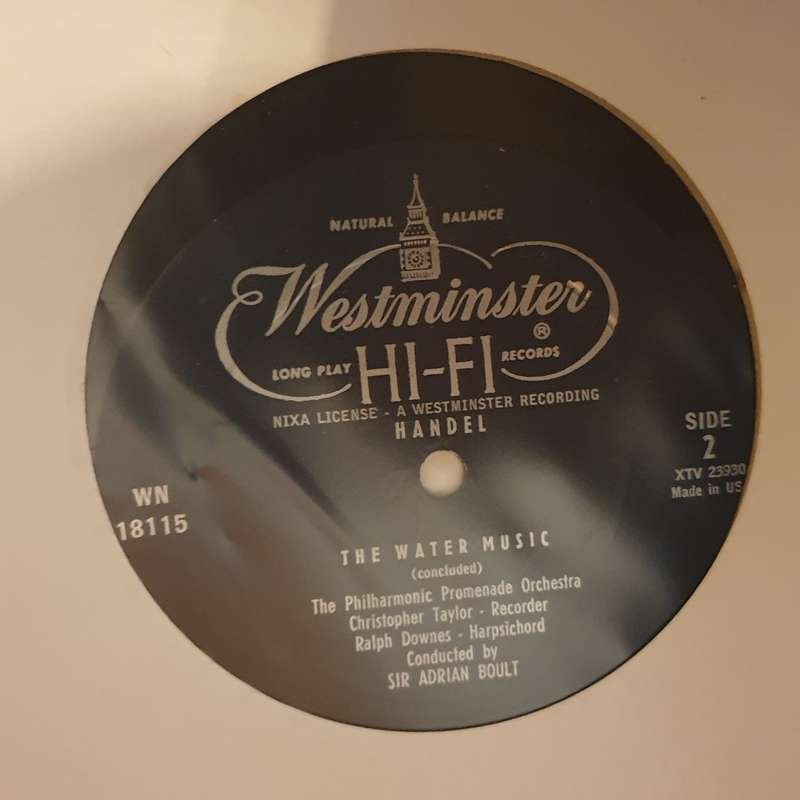 NATURAL BALANCE
Westminster ®
LONG PLAY HI-FI RECORDS
NIXA LICENSE - A WESTMINSTER RECORDING
HANDEL
SIDE
2
XTV 23930
Made in US
WN
18115
THE WATER MUSIC
(concluded)
The Philharmonic Promenade Orchestra
Christopher Taylor - Recorder
Ralph Downes - Harpsichord
Conducted by
SIR ADRIAN BOULT